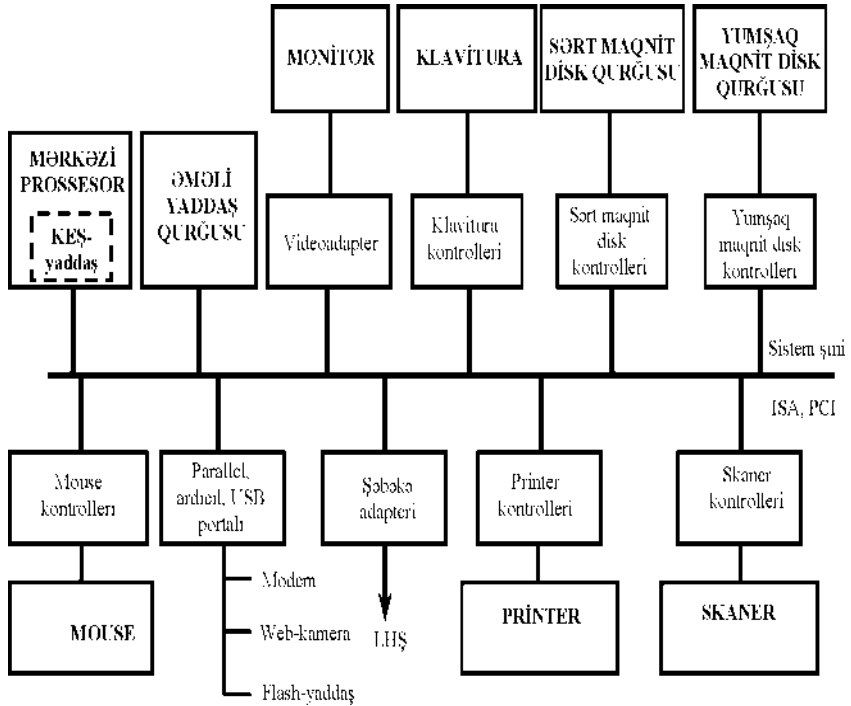 MONİTOR
KLAVİTURA
SƏRT MAQNİT
DİSK QURĞUSU
YUMŞAQ
MAQNİT DİSK
QURĞUSU
MƏRKƏZİ
PROSSESOR
KEŞ-
yaddaş
ƏMƏLİ
YADDAŞ
QURĞUSU
Videoadapter
Klavitura
kontrolleri
Sərt maqnit
disk
kontrolleri
Yumşaq
maqnit disk
kontrolleri
Sistem şini
ISA, PCI
Mouse
kontrolleri
Parallel,
ardıcıl, USB
portalı
Şəbəkə
adapteri
Printer
kontrolleri
Skaner
kontrolleri
MOUSE
Modem
Web-kamera
Flash-yaddaş
LHŞ
PRİNTER
SKANER